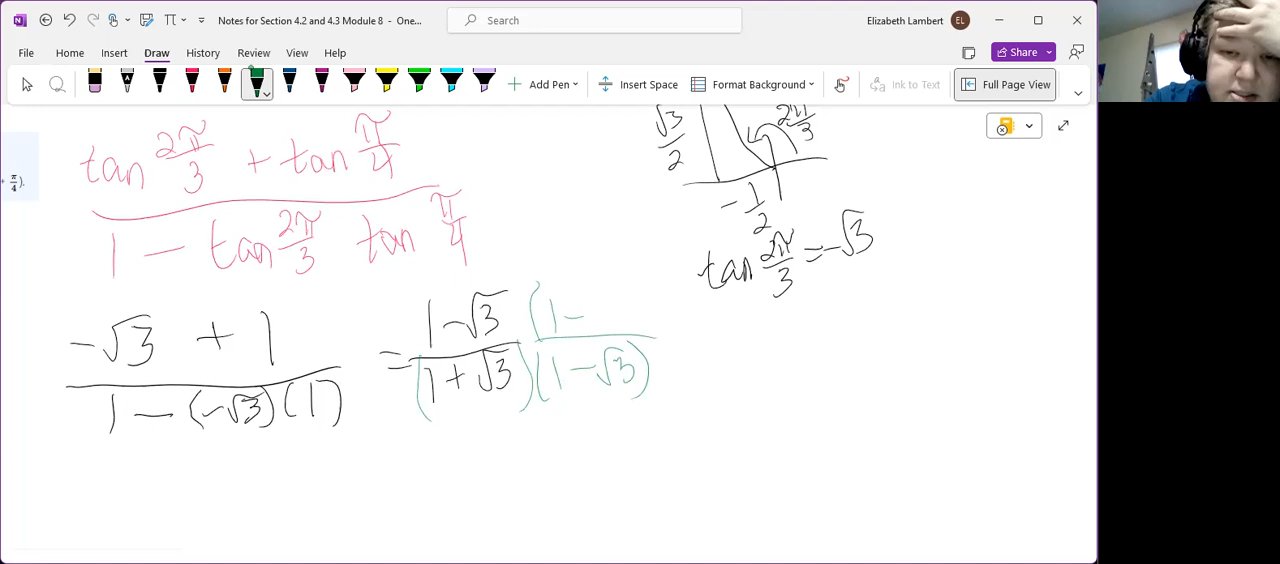 Notes for Section 4.2 and 4.3 Module 8 - One...
Search
Elizabeth Lambert
EL
File Home Insert Draw History Review View Help
Share
Add Pen
Insert Space
Format Background
Ink to Text
Full Page View
π/4).
(tan 2π/3 + tan π/4) / (1 - tan 2π/3 tan π/4)
√3/2
2π/3
-1/2
tan 2π/3 = -√3
(-√3 + 1) / (1 - (-√3)(1)) = (1 - √3)(1 - / (1 + √3)(1 - √3)